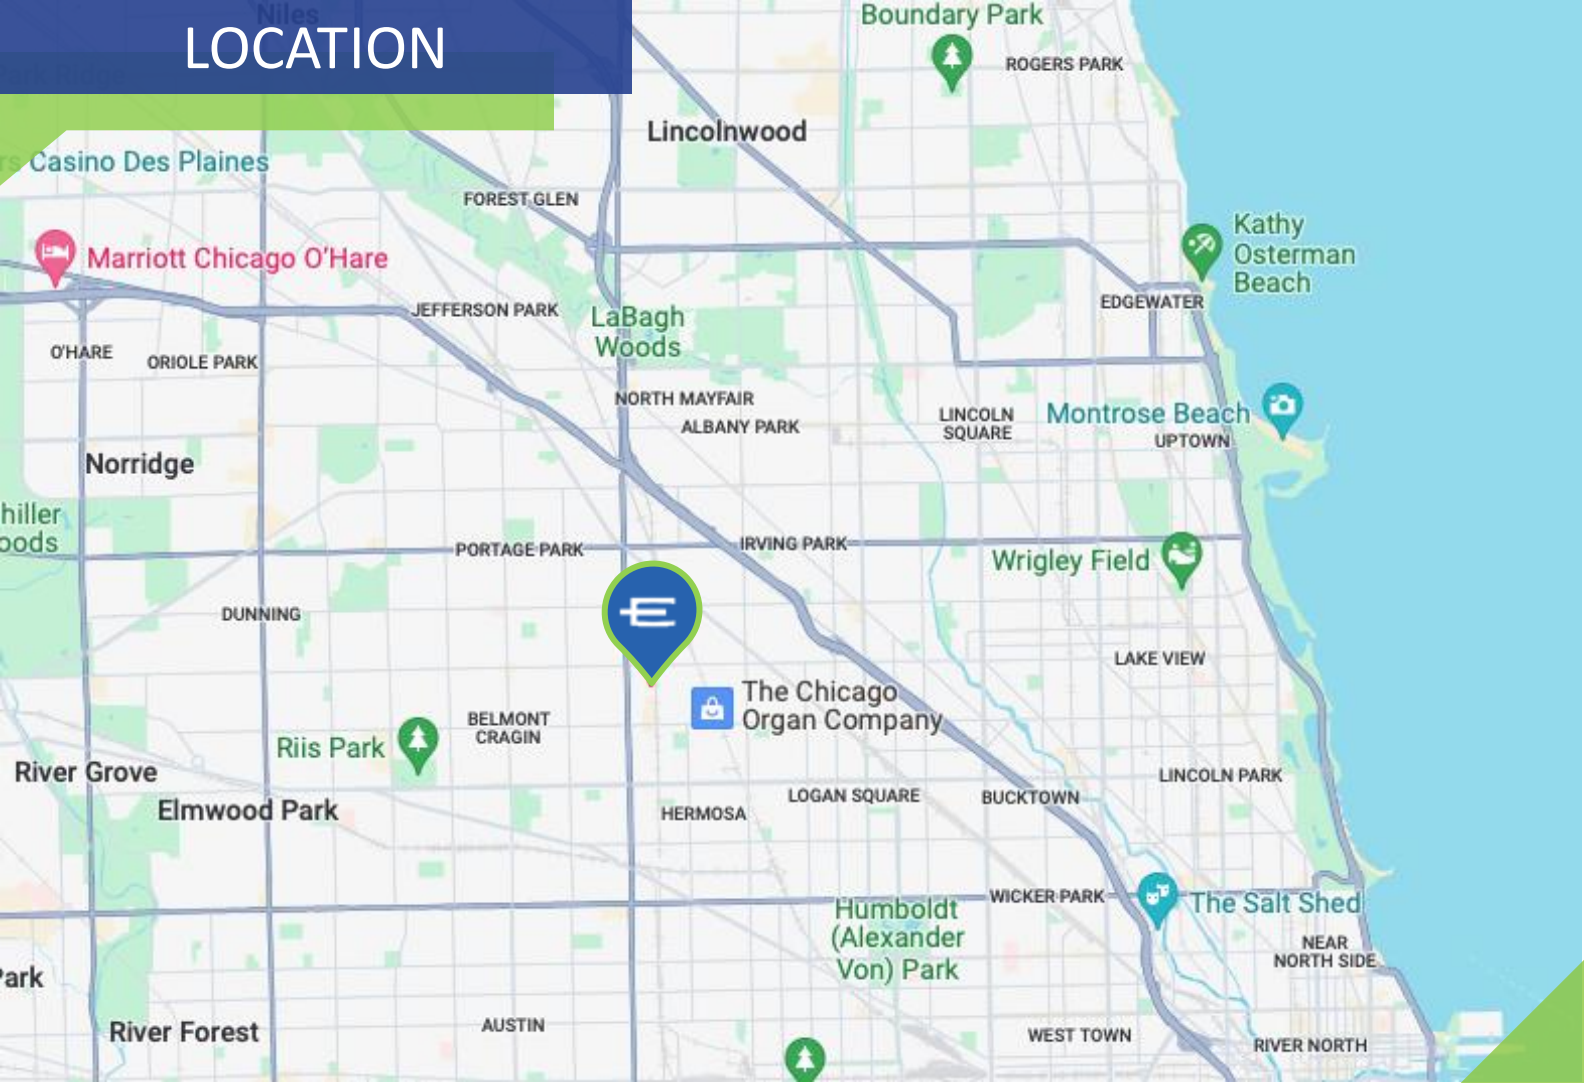 Niles
LOCATION
Boundary Park
ROGERS PARK
Park Ridge
Lincolnwood
Casino Des Plaines
FOREST GLEN
Kathy
Osterman
Beach
Marriott Chicago O'Hare
EDGEWATER
JEFFERSON PARK
LaBagh
Woods
O'HARE
ORIOLE PARK
NORTH MAYFAIR
ALBANY PARK
LINCOLN
SQUARE
Montrose Beach
UPTOWN
Norridge
PORTAGE PARK
IRVING PARK
Wrigley Field
DUNNING
E
LAKE VIEW
The Chicago
Organ Company
BELMONT
CRAGIN
Riis Park
River Grove
LINCOLN PARK
Elmwood Park
LOGAN SQUARE
BUCKTOWN
HERMOSA
WICKER PARK
The Salt Shed
Humboldt
(Alexander
Von) Park
NEAR
NORTH SIDE
Park
River Forest
AUSTIN
WEST TOWN
RIVER NORTH